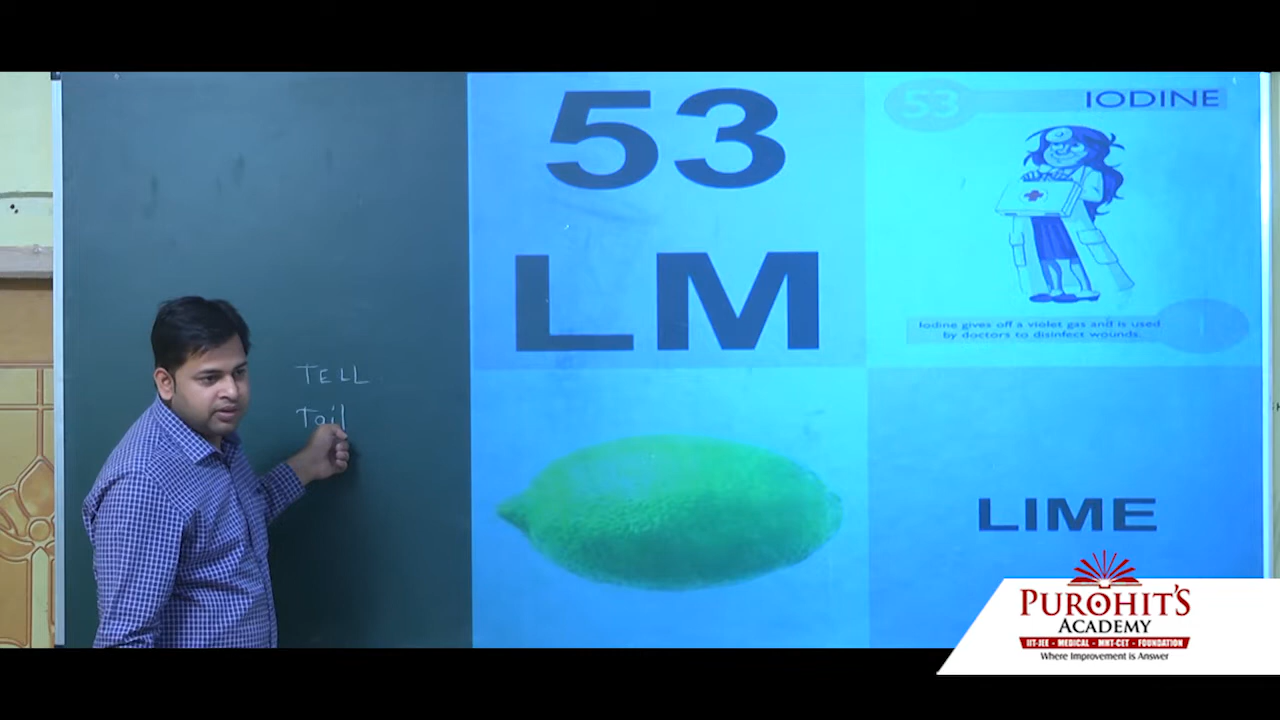 TELL
Tail
53
LM
53
IODINE
Iodine gives off a violet gas and is used
by doctors to disinfect wounds.
LIME
PUROHIT'S
ACADEMY
IIT-JEE - MEDICAL - MHT-CET - FOUNDATION
Where Improvement is Answer